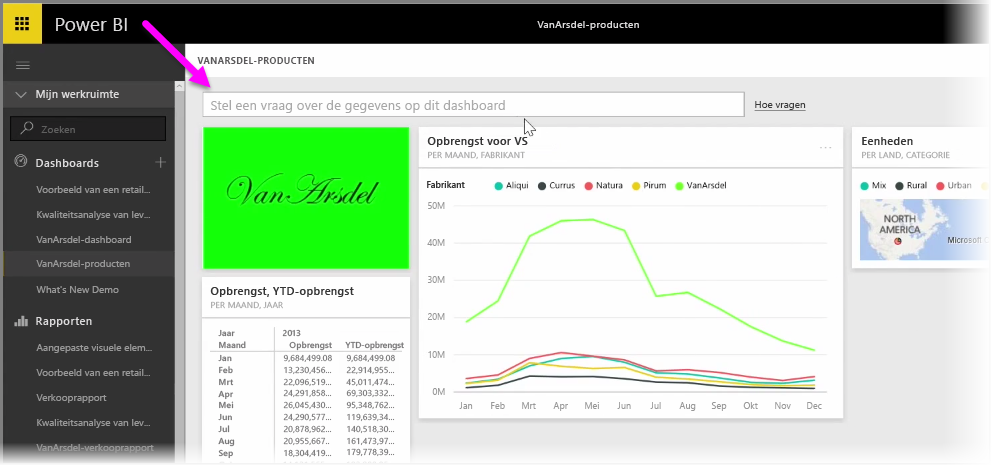 Power BI
VanArsdel-producten
VANARSDEL-PRODUCTEN
Mijn werkruimte
Zoeken
Dashboards
Voorbeeld van een retail...
Kwaliteitsanalyse van lev...
VanArsdel-dashboard
VanArsdel-producten
What's New Demo
Rapporten
Aangepaste visuele elem...
Voorbeeld van een retail...
Verkooprapport
Kwaliteitsanalyse van lev...
VanArsdel-verkooprapport
Stel een vraag over de gegevens op dit dashboard
Hoe vragen
VanArsdel
Opbrengst, YTD-opbrengst
PER MAAND, JAAR
Jaar 2013
Maand Opbrengst YTD-opbrengst
Jan 9,684,499.08 9,684,499.08
Feb 13,230,456... 22,914,955...
Mrt 22,096,519... 45,011,474...
Apr 24,291,858... 69,303,332...
Mei 26,045,430... 95,348,762...
Jun 24,290,577... 119,639,34...
Jul 20,878,962... 140,518,30...
Aug 20,955,667... 161,473,97...
Sep 18,304,419... 179,778,39...
Opbrengst voor VS
PER MAAND, FABRIKANT
...
Fabrikant Aliqui Currus Natura Pirum VanArsdel
50M
40M
30M
20M
10M
0M
Jan Feb Mrt Apr Mei Jun Jul Aug Sep Okt Nov Dec
Eenheden
PER LAND, CATEGORIE
Mix Rural Urban
NORTH
AMERICA
Microsoft C